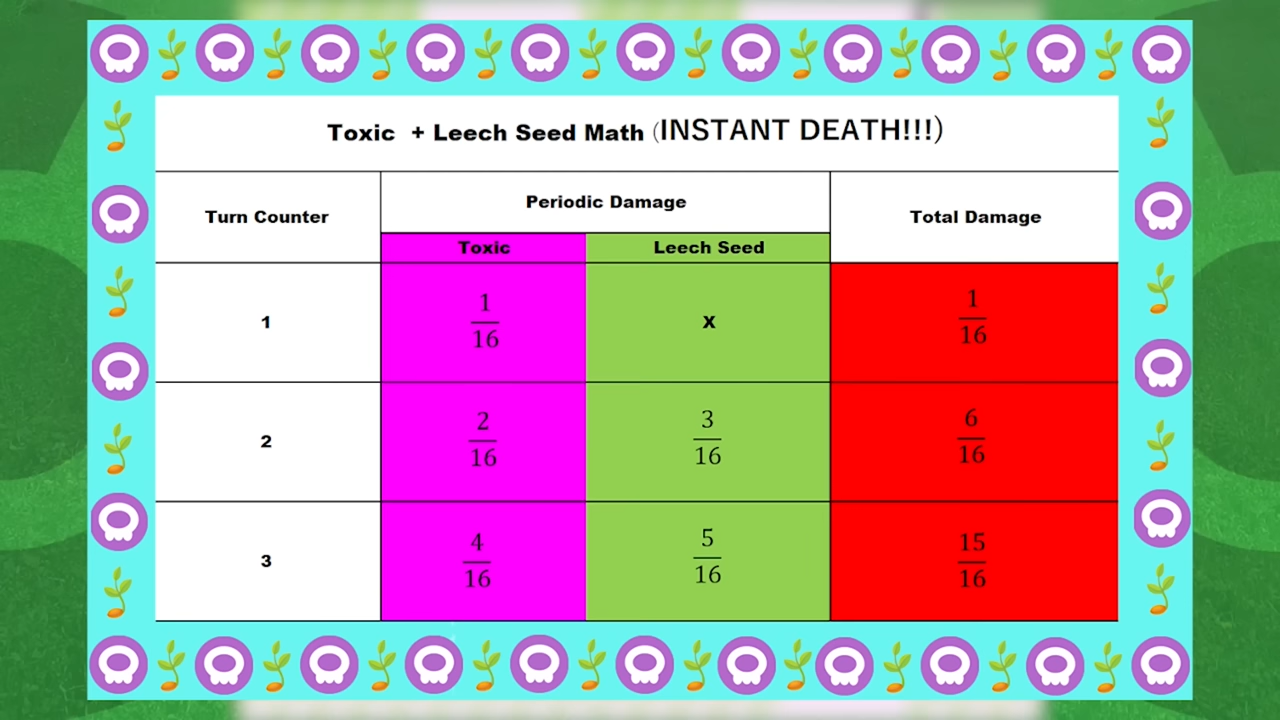 Toxic + Leech Seed Math (INSTANT DEATH!!!)
Turn Counter
Periodic Damage
Total Damage
Toxic
Leech Seed
1
1/16
X
1/16
2
2/16
3/16
6/16
3
4/16
5/16
15/16